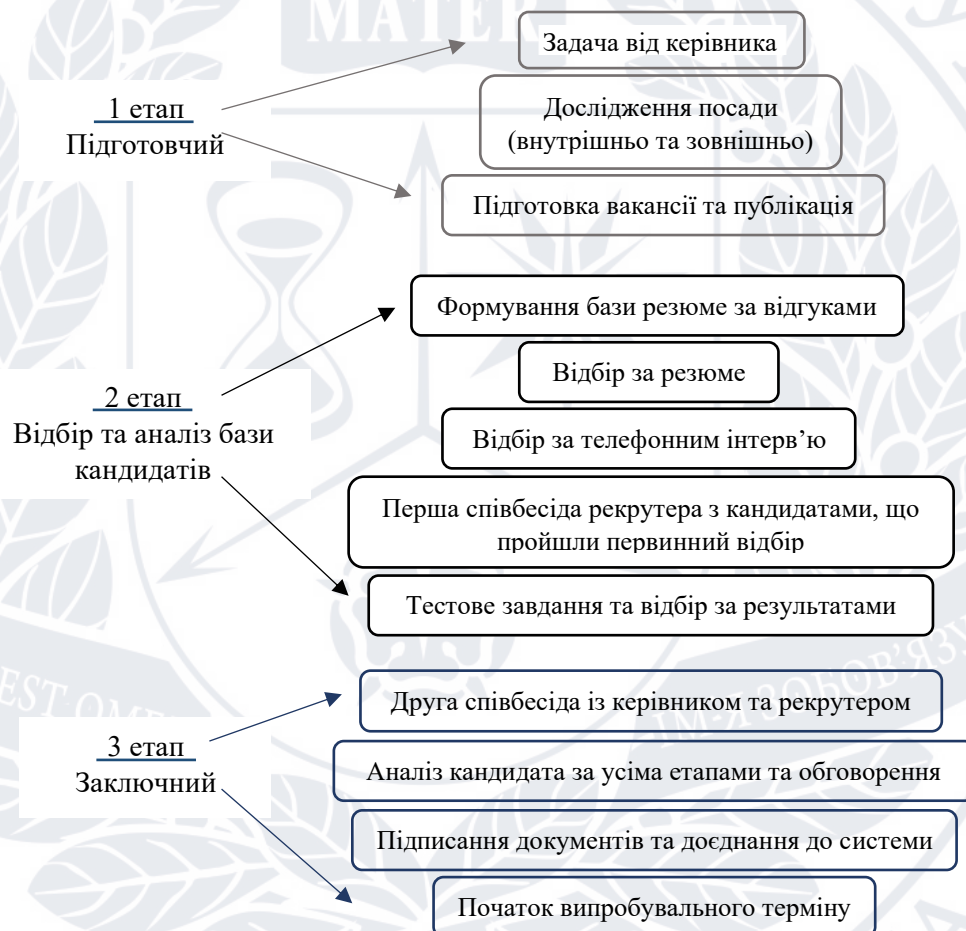 MATER
1 етап
Підготовчий
Задача від керівника
Дослідження посади
(внутрішньо та зовнішньо)
Підготовка вакансії та публікація
2 етап
Відбір та аналіз бази
кандидатів
Формування бази резюме за відгуками
Відбір за резюме
Відбір за телефонним інтерв’ю
Перша співбесіда рекрутера з кандидатами, що
пройшли первинний відбір
Тестове завдання та відбір за результатами
3 етап
Заключний
Друга співбесіда із керівником та рекрутером
Аналіз кандидата за усіма етапами та обговорення
Підписання документів та доєднання до системи
Початок випробувального терміну